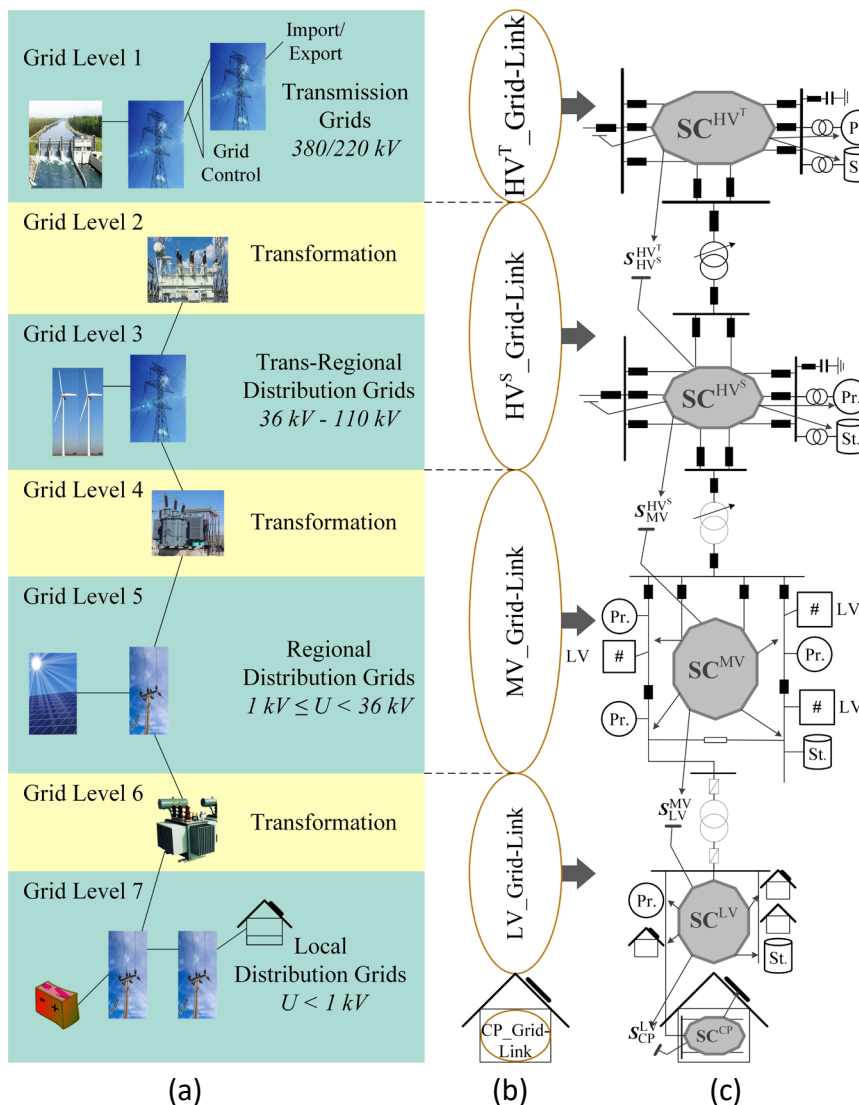 Grid Level 1
Import/
Export
Transmission
Grids
380/220 kV
Grid
Control
Grid Level 2
Transformation
Grid Level 3
Trans-Regional
Distribution Grids
36 kV - 110 kV
Grid Level 4
Transformation
Grid Level 5
Regional
Distribution Grids
1 kV ≤ U < 36 kV
Grid Level 6
Transformation
Grid Level 7
Local
Distribution Grids
U < 1 kV
(a)
HV^T_Grid-Link
HV^S_Grid-Link
MV_Grid-Link
LV_Grid-Link
CP_Grid-
Link
(b)
SC^HV^T
P
S
S_HV^S^HV^T
SC^HV^S
Pr.
St.
S_MV^HV^S
Pr.
#
LV
LV
#
SC^MV
Pr.
Pr.
#
LV
St.
S_LV^MV
Pr.
SC^LV
St.
S_CP^L
SC^CP
(c)